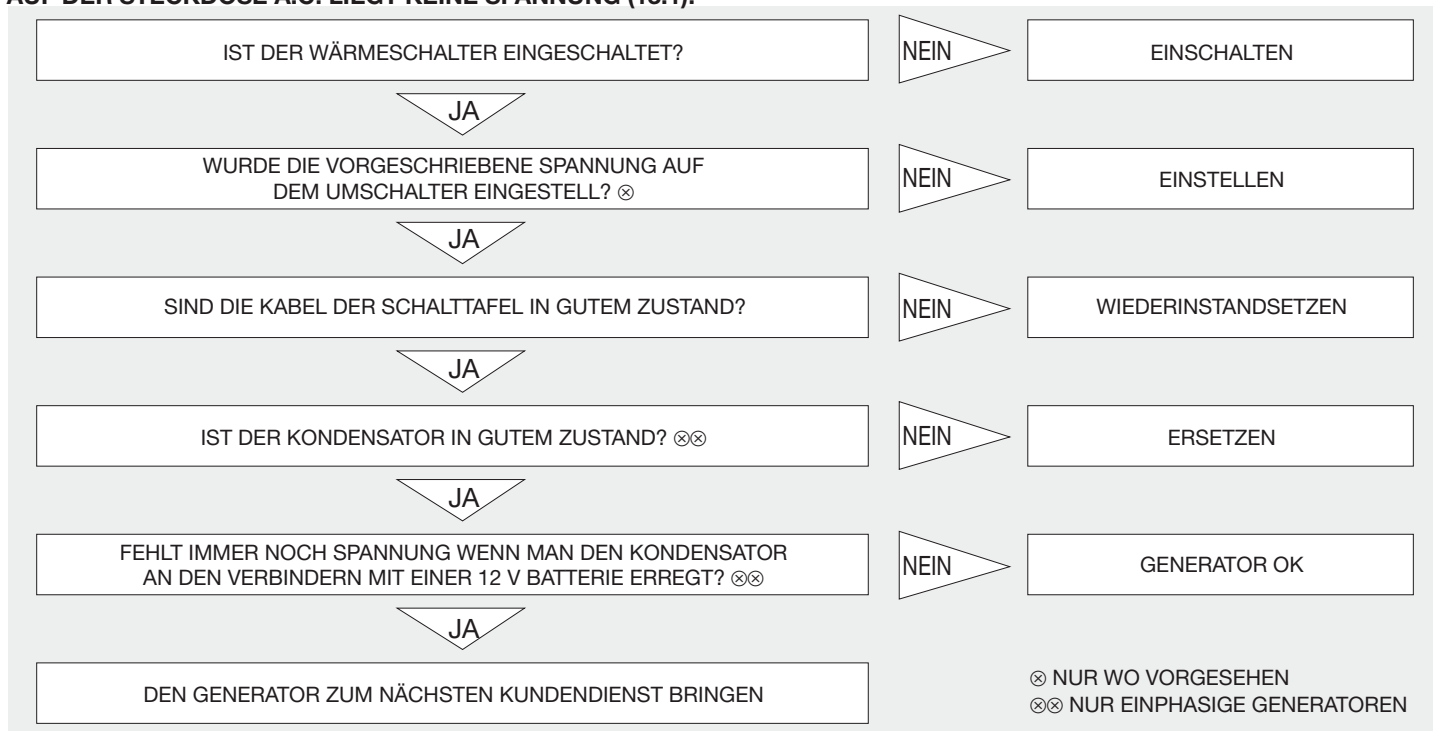 IST DER WÄRMESCHALTER EINGESCHALTET?
NEIN
EINSCHALTEN
JA
WURDE DIE VORGESCHRIEBENE SPANNUNG AUF
DEM UMSCHALTER EINGESTELL? ⊗
NEIN
EINSTELLEN
JA
SIND DIE KABEL DER SCHALTTAFEL IN GUTEM ZUSTAND?
NEIN
WIEDERINSTANDSETZEN
JA
IST DER KONDENSATOR IN GUTEM ZUSTAND? ⊗⊗
NEIN
ERSETZEN
JA
FEHLT IMMER NOCH SPANNUNG WENN MAN DEN KONDENSATOR
AN DEN VERBINDERN MIT EINER 12 V BATTERIE ERREGT? ⊗⊗
NEIN
GENERATOR OK
JA
DEN GENERATOR ZUM NÄCHSTEN KUNDENDIENST BRINGEN
⊗ NUR WO VORGESEHEN
⊗⊗ NUR EINPHASIGE GENERATOREN